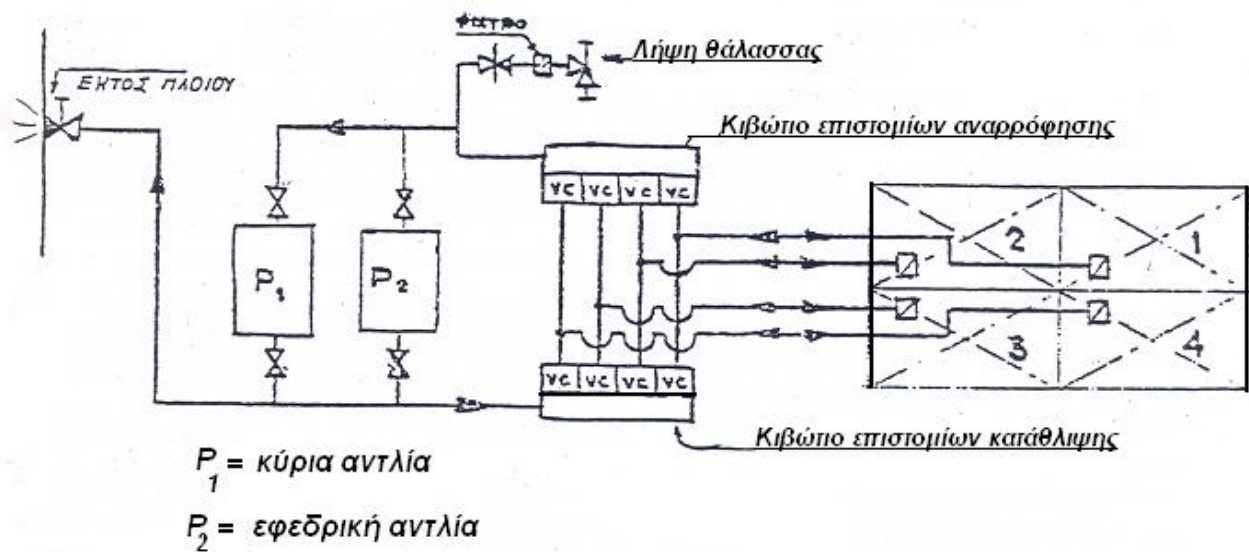 ΦΙΛΤΡΟ
Λήψη θάλασσας
ΕΚΤΟΣ ΠΛΟΙΟΥ
Κιβώτιο επιστομίων αναρρόφησης
VC VC VC VC
2 1
P1 P2
3 4
VC VC VC VC
Κιβώτιο επιστομίων κατάθλιψης
P1 = κύρια αντλία
P2 = εφεδρική αντλία